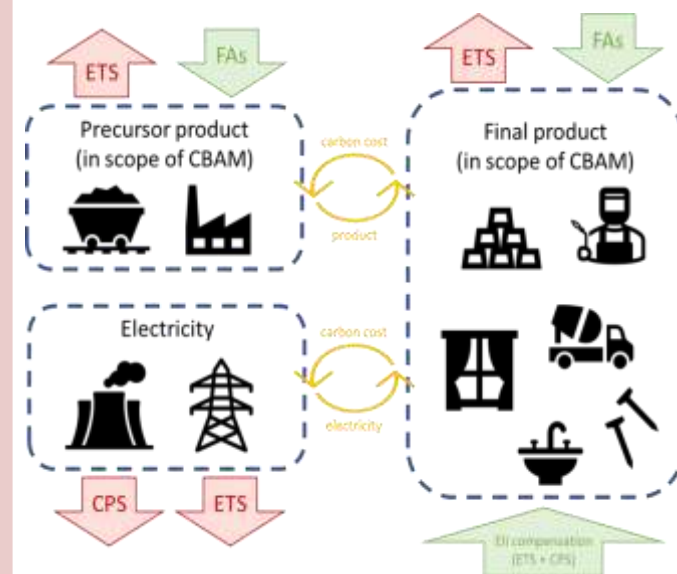 ETS
FAs
Precursor product
(in scope of CBAM)
carbon cost
product
Electricity
carbon cost
electricity
CPS
ETS
ETS
FAs
Final product
(in scope of CBAM)
EII compensation
(ETS + CPS)